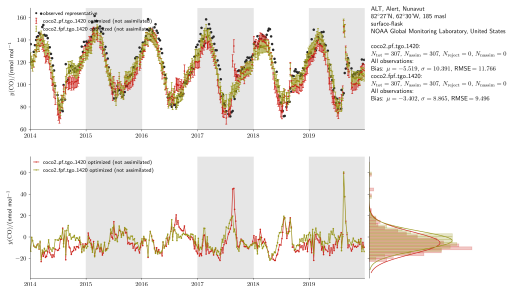 ALT, Alert, Nunavut
82°27'N, 62°30'W, 185 masl
surface-flask
NOAA Global Monitoring Laboratory, United States
coco2.pf.tgo.1420:
N_tot = 307, N_assim = 307, N_reject = 0, N_inassim = 0
All observations:
Bias: μ = −5.519, σ = 10.391, RMSE = 11.766
coco2.fpf.tgo.1420:
N_tot = 307, N_assim = 307, N_reject = 0, N_inassim = 0
All observations:
Bias: μ = −3.402, σ = 8.865, RMSE = 9.496
observed representative
coco2.pf.tgo.1420 optimized (not assimilated)
coco2.fpf.tgo.1420 optimized (not assimilated)
χ(CO)/(nmol mol⁻¹)
160
140
120
100
80
60
2014
2015
2016
2017
2018
2019
coco2.pf.tgo.1420 optimized (not assimilated)
coco2.fpf.tgo.1420 optimized (not assimilated)
χ(CO)/(nmol mol⁻¹)
60
40
20
0
−20
2014
2015
2016
2017
2018
2019